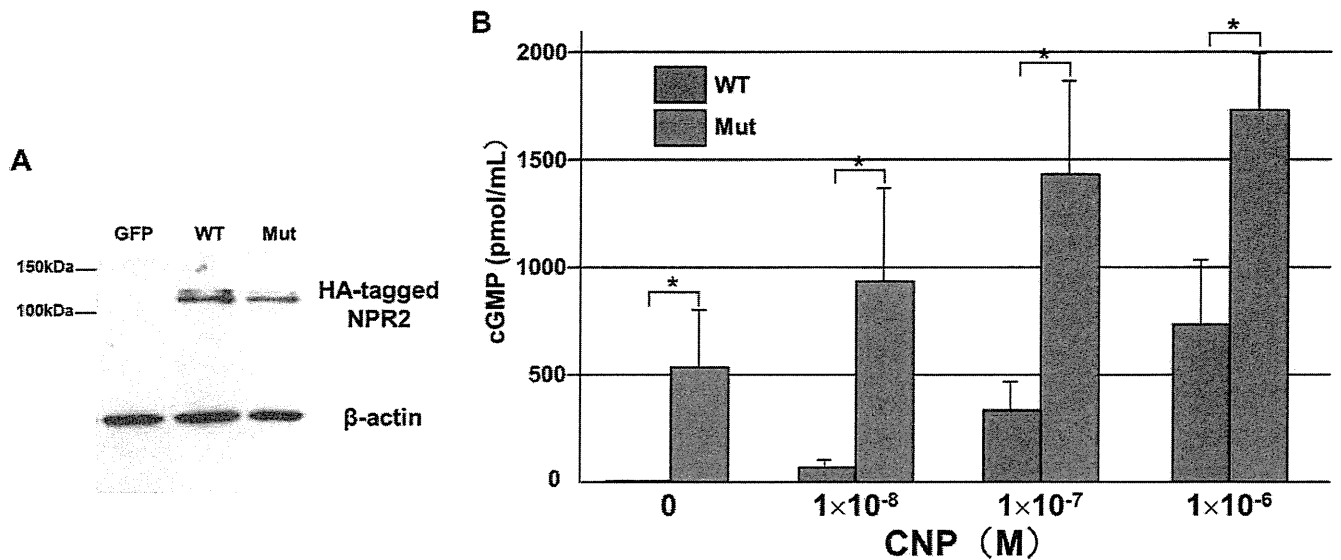 A
GFP WT Mut
150kDa
100kDa
HA-tagged
NPR2
β-actin
B
cGMP (pmol/mL)
2000
1500
1000
500
0
WT
Mut
*
*
*
*
0 1×10⁻⁸ 1×10⁻⁷ 1×10⁻⁶
CNP (M)